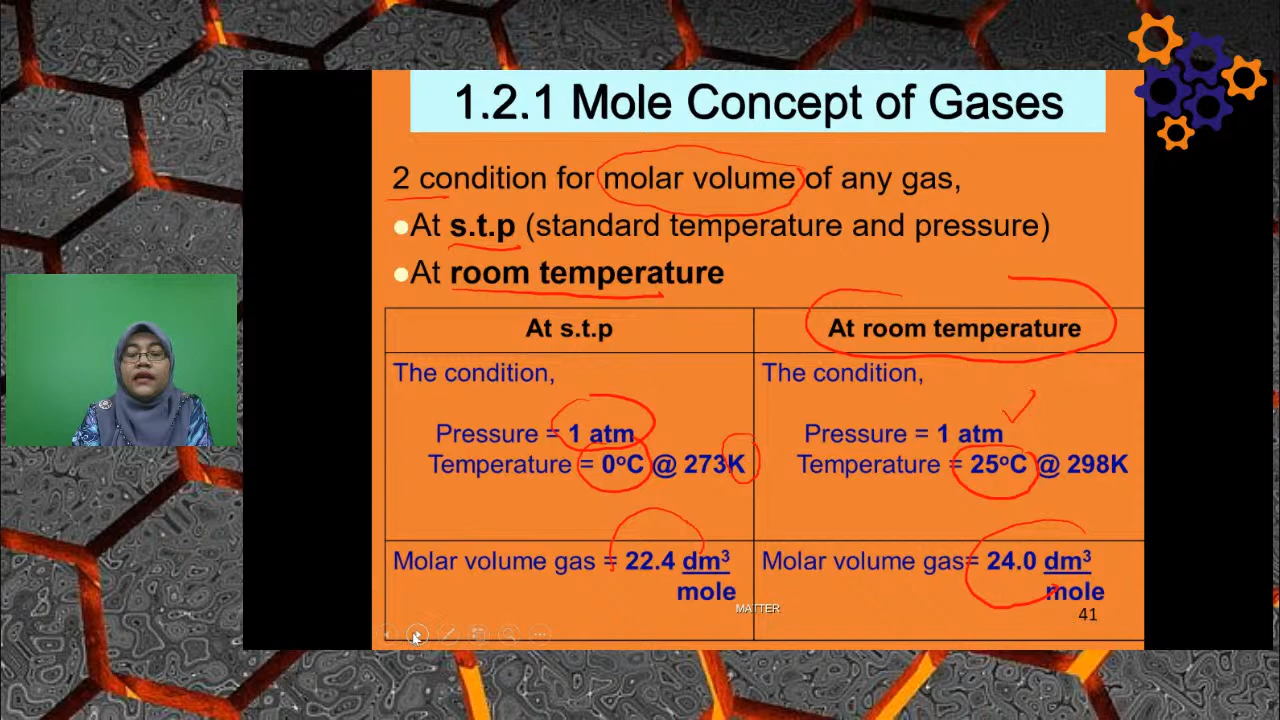 1.2.1 Mole Concept of Gases
2 condition for molar volume of any gas,
●At s.t.p (standard temperature and pressure)
●At room temperature
At s.t.p
The condition,
Pressure = 1 atm
Temperature = 0°C @ 273K
Molar volume gas = 22.4 dm³
mole
At room temperature
The condition,
Pressure = 1 atm
Temperature = 25°C @ 298K
Molar volume gas= 24.0 dm³
mole
MATTER
41